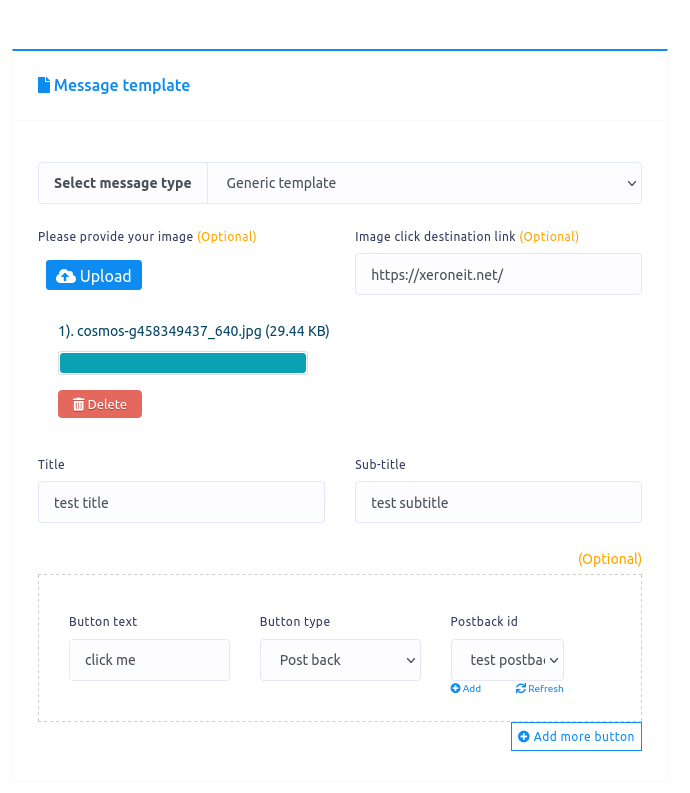 Message template
Select message type Generic template
Please provide your image (Optional) Image click destination link (Optional)
Upload https://xeroneit.net/
1). cosmos-g458349437_640.jpg (29.44 KB)
Delete
Title Sub-title
test title test subtitle
(Optional)
Button text Button type Postback id
click me Post back test postba
Add Refresh
Add more button